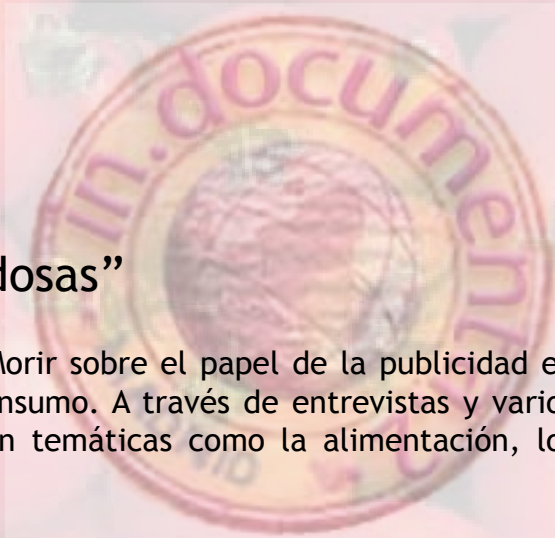 in.document
dosas”
Morir sobre el papel de la publicidad e
nsumo. A través de entrevistas y vario
n temáticas como la alimentación, lo